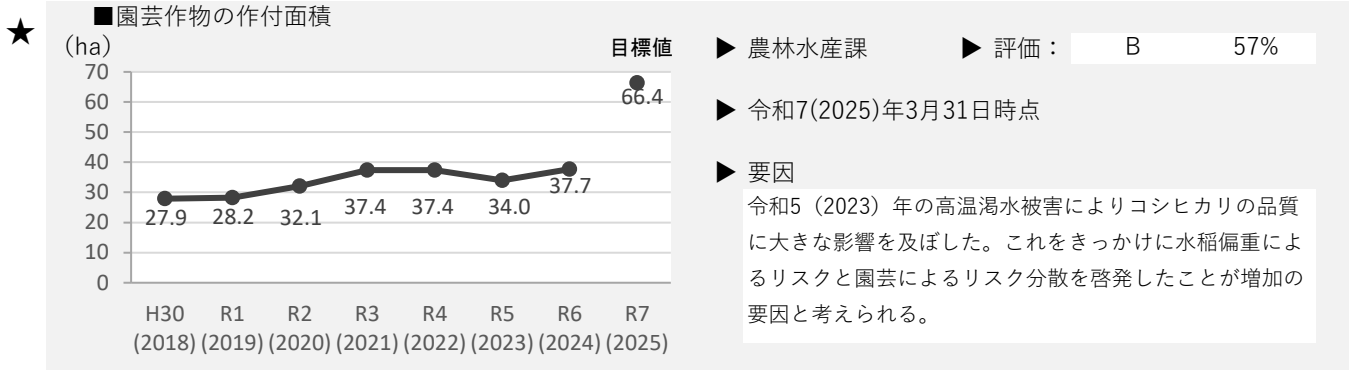 ★
■園芸作物の作付面積
(ha)
目標値
70
60
50
40
30
20
10
0
27.9
28.2
32.1
37.4
37.4
34.0
37.7
66.4
H30 R1 R2 R3 R4 R5 R6 R7
(2018) (2019) (2020) (2021) (2022) (2023) (2024) (2025)
▶ 農林水産課 ▶ 評価： B 57%
▶ 令和7(2025)年3月31日時点
▶ 要因
令和5（2023）年の高温渇水被害によりコシヒカリの品質
に大きな影響を及ぼした。これをきっかけに水稲偏重によ
るリスクと園芸によるリスク分散を啓発したことが増加の
要因と考えられる。